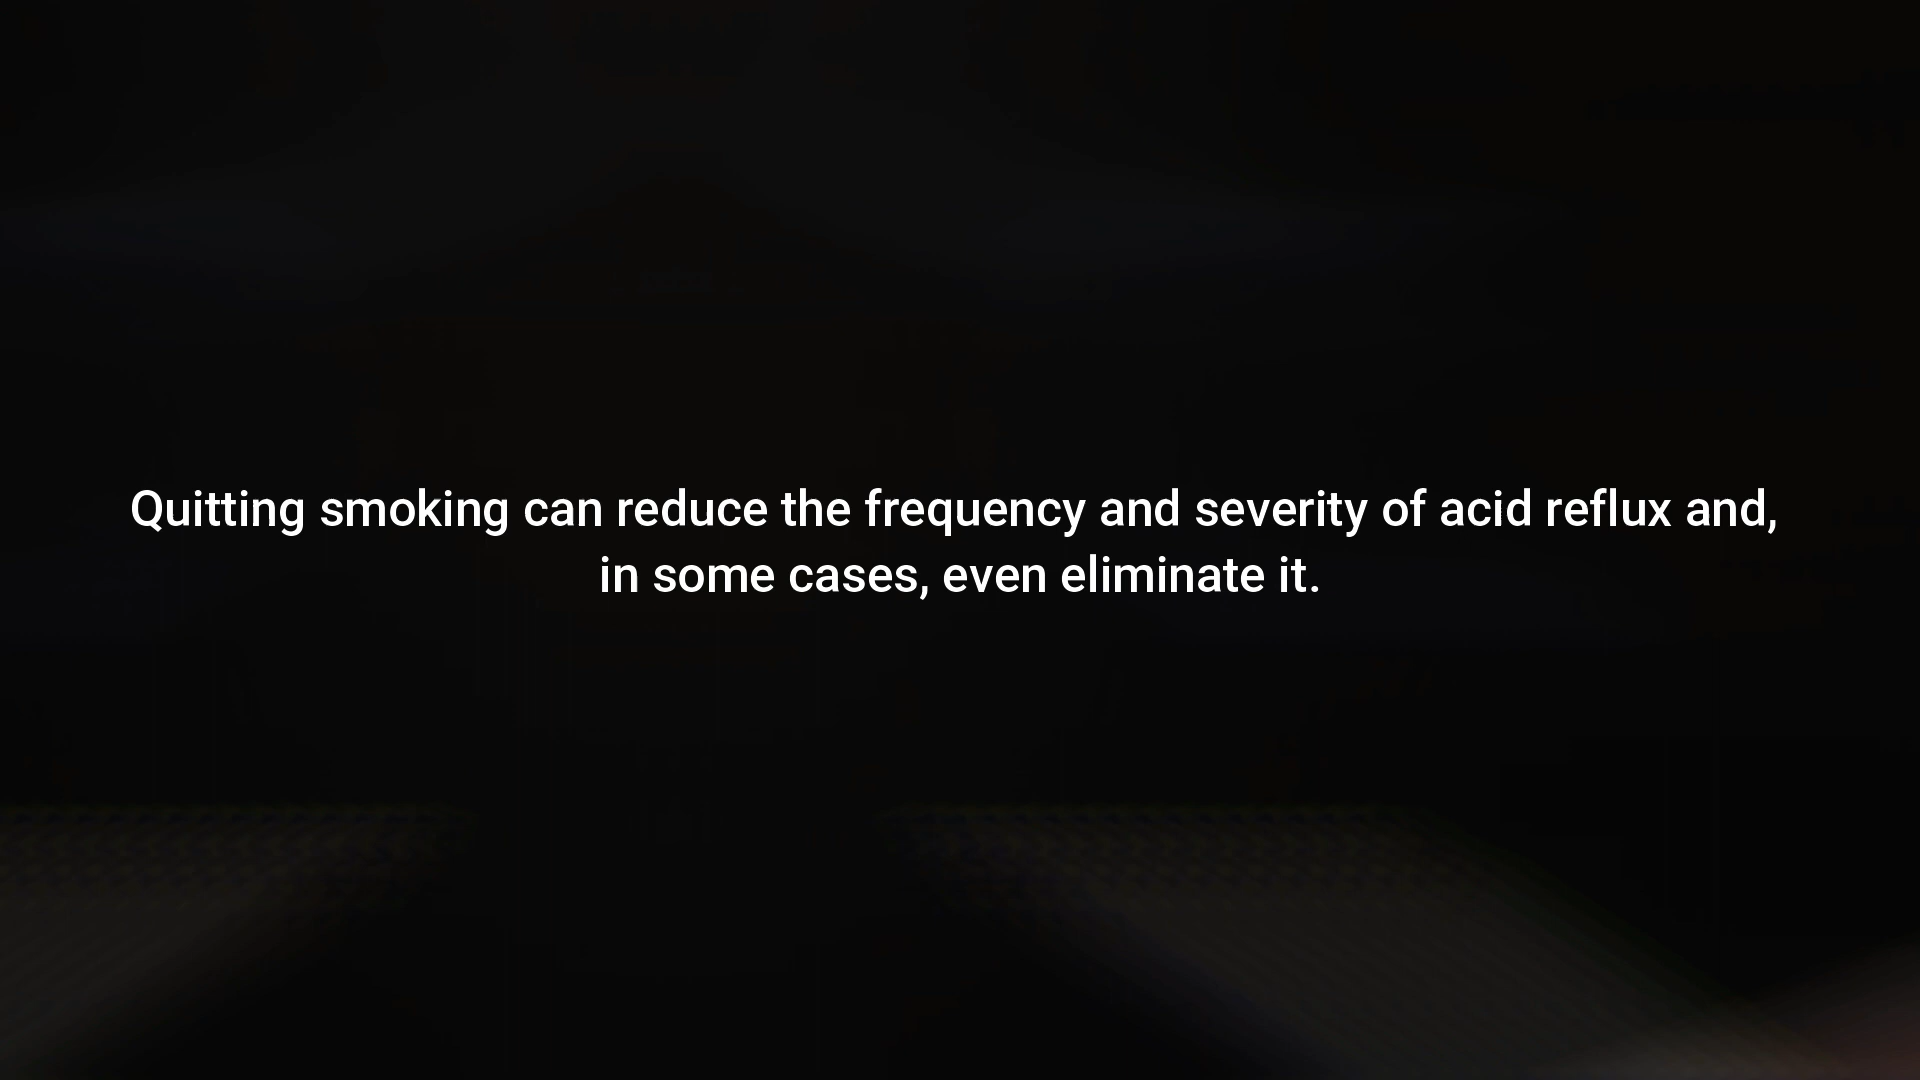 Quitting smoking can reduce the frequency and severity of acid reflux and,
in some cases, even eliminate it.